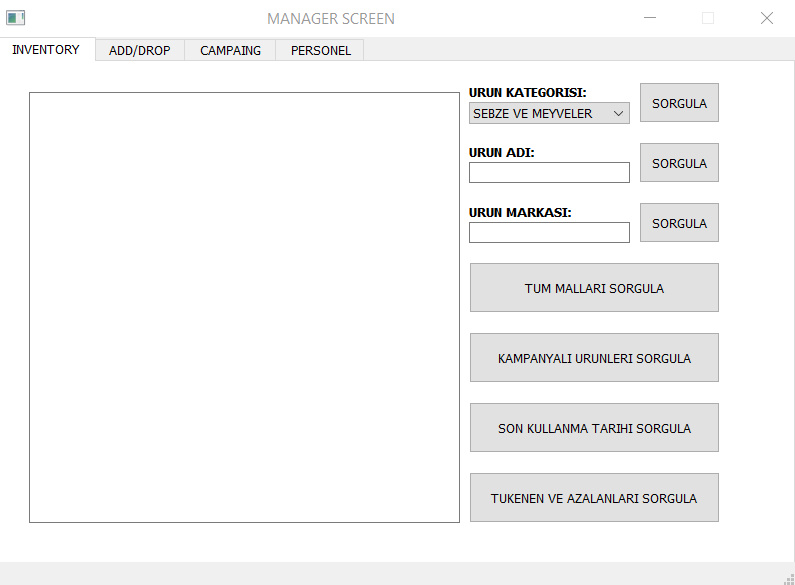 MANAGER SCREEN
INVENTORY
ADD/DROP
CAMPAING
PERSONEL
URUN KATEGORISI:
SEBZE VE MEYVELER
SORGULA
URUN ADI:
SORGULA
URUN MARKASI:
SORGULA
TUM MALLARI SORGULA
KAMPANYALI URUNLERI SORGULA
SON KULLANMA TARIHI SORGULA
TUKENEN VE AZALANLARI SORGULA